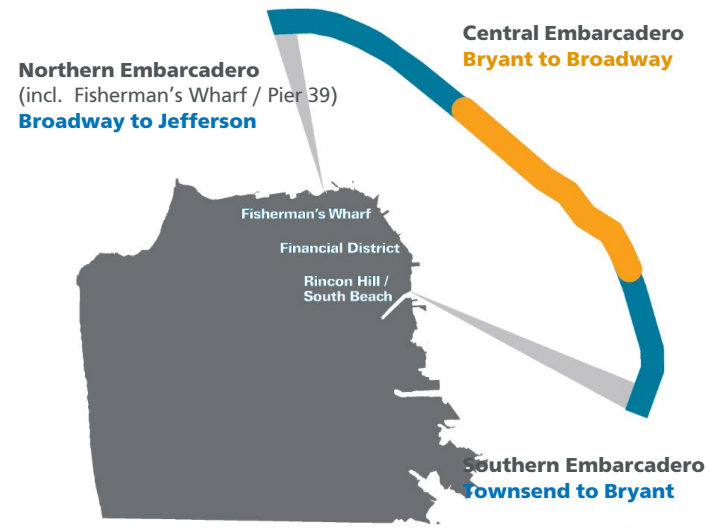 Central Embarcadero
Bryant to Broadway
Northern Embarcadero
(incl. Fisherman's Wharf / Pier 39)
Broadway to Jefferson
Fisherman's Wharf
Financial District
Rincon Hill /
South Beach
Southern Embarcadero
Townsend to Bryant